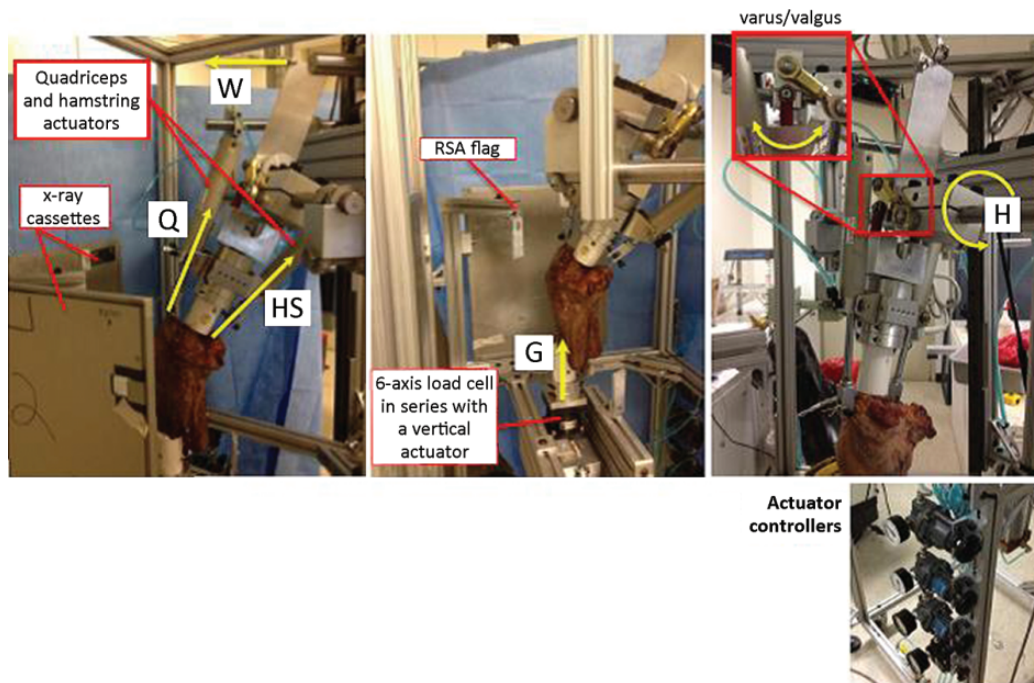 varus/valgus
Quadriceps
and hamstring
actuators
W
RSA flag
x-ray
cassettes
Q
H
HS
G
6-axis load cell
in series with
a vertical
actuator
Actuator
controllers